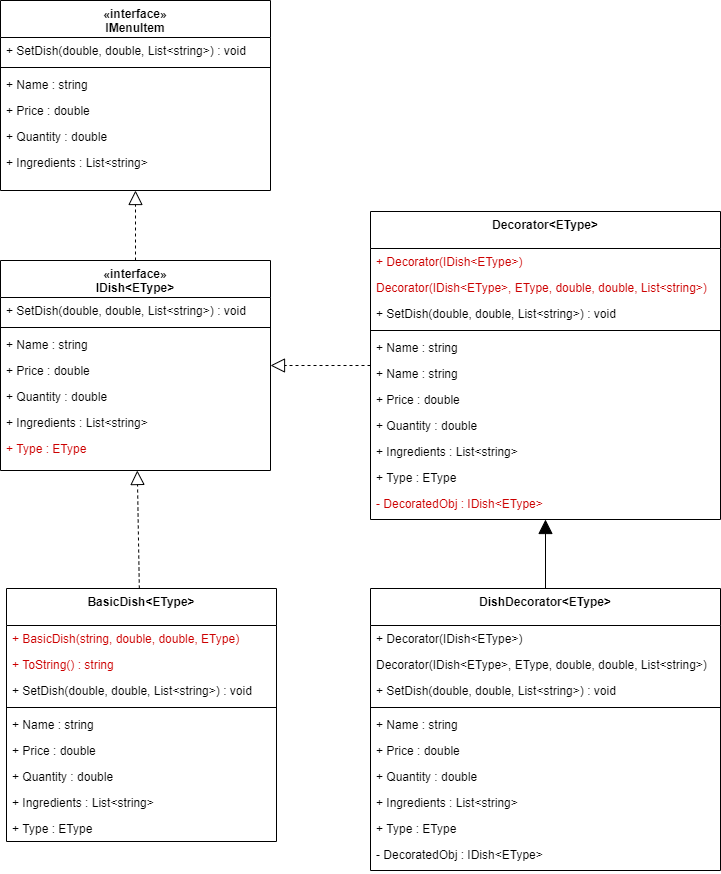 «interface»
IMenuItem
+ SetDish(double, double, List<string>) : void
+ Name : string
+ Price : double
+ Quantity : double
+ Ingredients : List<string>
«interface»
IDish<EType>
+ SetDish(double, double, List<string>) : void
+ Name : string
+ Price : double
+ Quantity : double
+ Ingredients : List<string>
+ Type : EType
Decorator<EType>
+ Decorator(IDish<EType>)
Decorator(IDish<EType>, EType, double, double, List<string>)
+ SetDish(double, double, List<string>) : void
+ Name : string
+ Name : string
+ Price : double
+ Quantity : double
+ Ingredients : List<string>
+ Type : EType
- DecoratedObj : IDish<EType>
BasicDish<EType>
+ BasicDish(string, double, double, EType)
+ ToString() : string
+ SetDish(double, double, List<string>) : void
+ Name : string
+ Price : double
+ Quantity : double
+ Ingredients : List<string>
+ Type : EType
DishDecorator<EType>
+ Decorator(IDish<EType>)
Decorator(IDish<EType>, EType, double, double, List<string>)
+ SetDish(double, double, List<string>) : void
+ Name : string
+ Price : double
+ Quantity : double
+ Ingredients : List<string>
+ Type : EType
- DecoratedObj : IDish<EType>